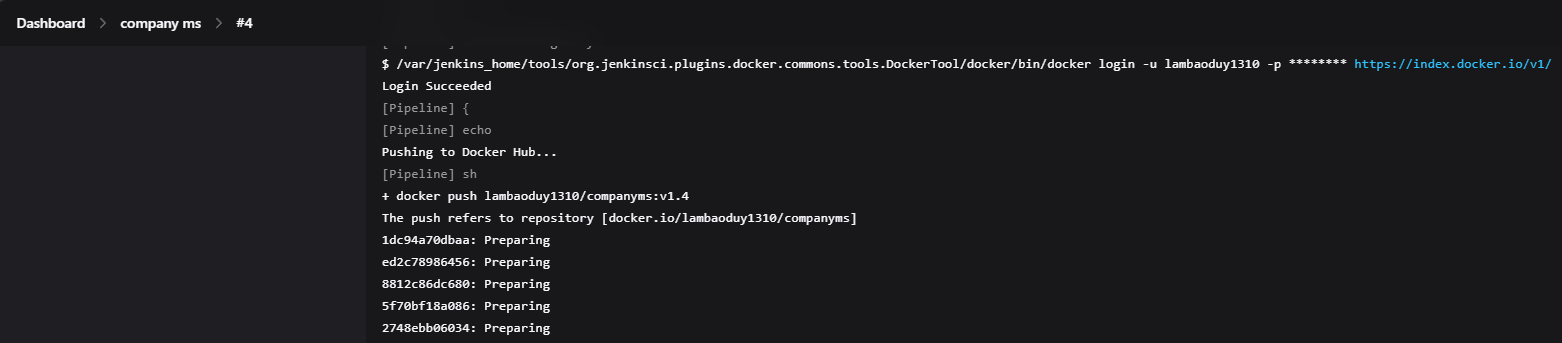 Dashboard > company ms > #4
$ /var/jenkins_home/tools/org.jenkinsci.plugins.docker.commons.tools.DockerTool/docker/bin/docker login -u lambaoduy1310 -p ******** https://index.docker.io/v1/
Login Succeeded
[Pipeline] {
[Pipeline] echo
Pushing to Docker Hub...
[Pipeline] sh
+ docker push lambaoduy1310/companyms:v1.4
The push refers to repository [docker.io/lambaoduy1310/companyms]
1dc94a70dbaa: Preparing
ed2c78986456: Preparing
8812c86dc680: Preparing
5f70bf18a086: Preparing
2748ebb06034: Preparing